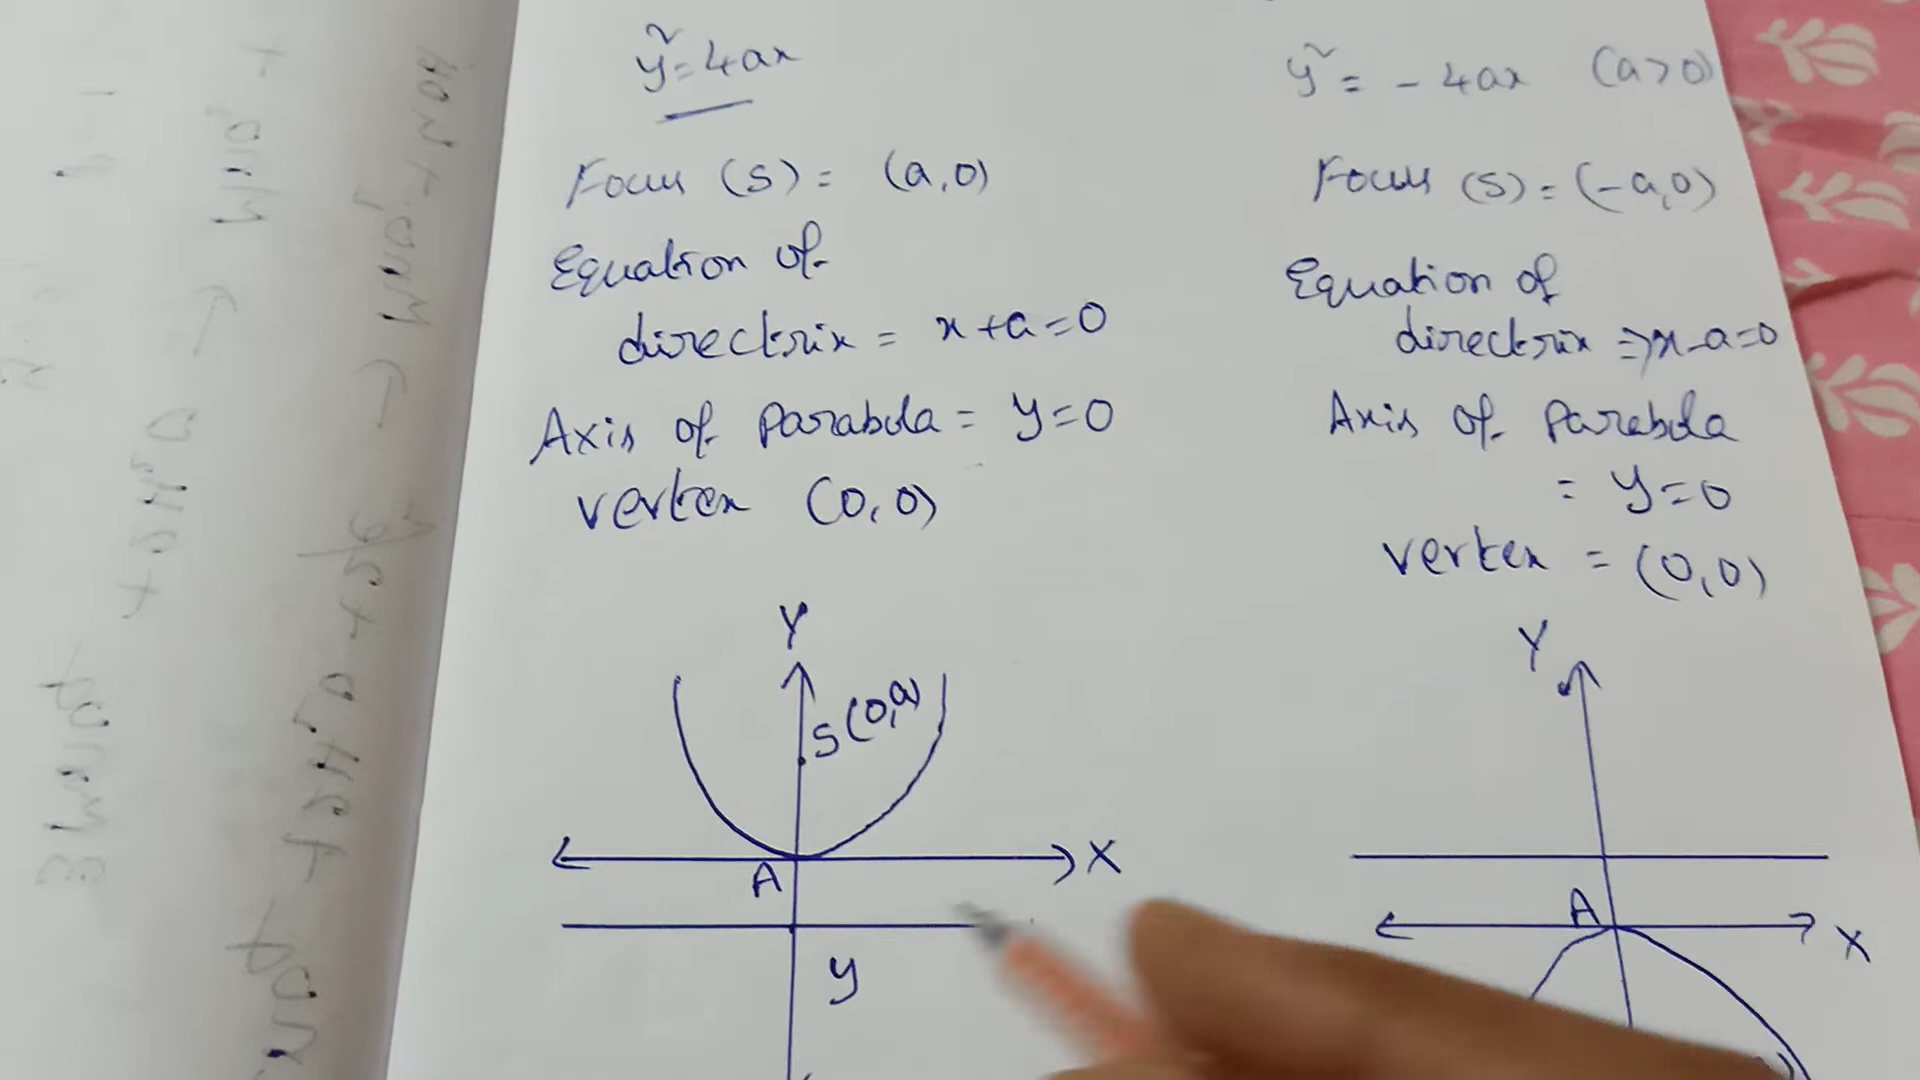 y² = 4ax
Focus (S) = (a,0)
Equation of
directrix = x+a=0
Axis of Parabola = y=0
vertex (0,0)
Y
S(0,a)
X
A
y
y² = - 4ax (a>0)
Focus (S) = (-a,0)
Equation of
directrix ⇒ x-a=0
Axis of Parabola
= y=0
vertex = (0,0)
Y
A
X